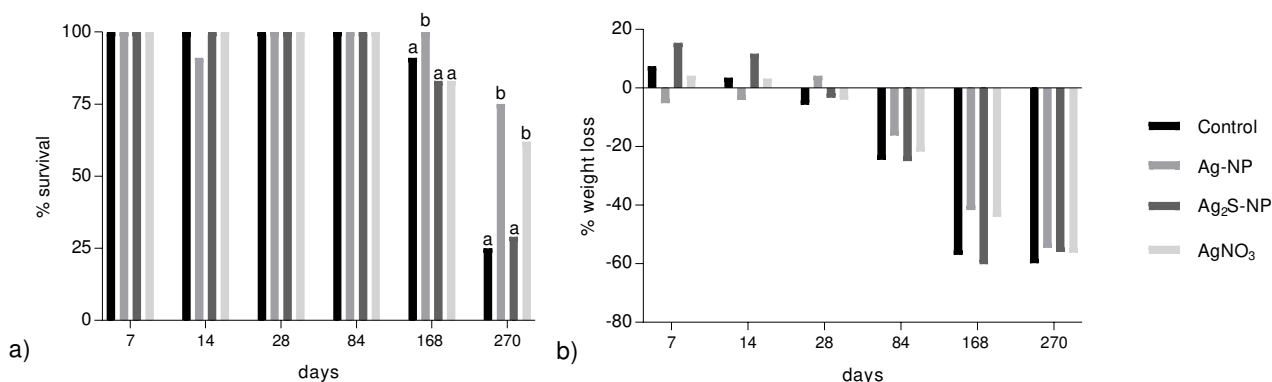 100
75
50
25
0
% survival
a
b
a
a
a
b
a
b
7
14
28
84
168
270
days
a)
20
0
-20
-40
-60
-80
% weight loss
7
14
28
84
168
270
days
b)
Control
Ag-NP
Ag₂S-NP
AgNO₃